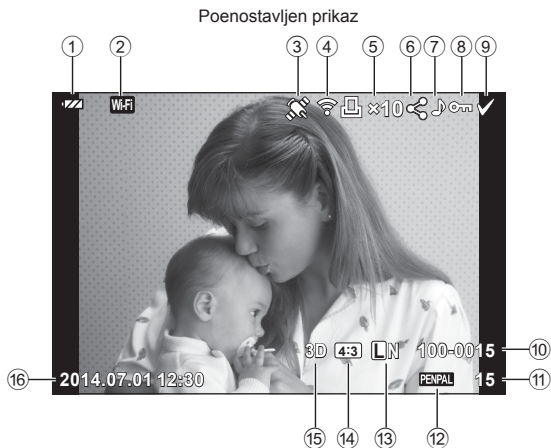 Poenostavljen prikaz
1 2 3 4 5 6 7 8 9
Wi-Fi ×10
3D 4:3 LN 100-0015 10
16 2014.07.01 12:30 PENPAL 15 11
15 14 13 12